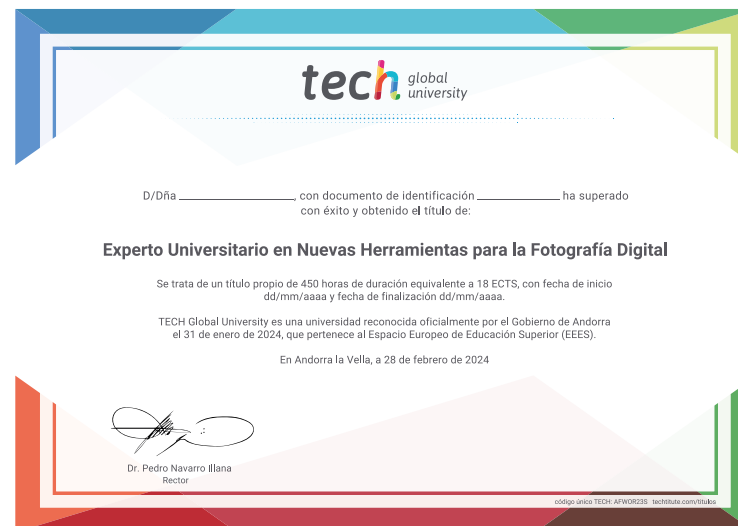 tech global university
D/Dña ____________, con documento de identificación ____________ ha superado
con éxito y obtenido el título de:
Experto Universitario en Nuevas Herramientas para la Fotografía Digital
Se trata de un título propio de 450 horas de duración equivalente a 18 ECTS, con fecha de inicio
dd/mm/aaaa y fecha de finalización dd/mm/aaaa.
TECH Global University es una universidad reconocida oficialmente por el Gobierno de Andorra
el 31 de enero de 2024, que pertenece al Espacio Europeo de Educación Superior (EEES).
En Andorra la Vella, a 28 de febrero de 2024
Dr. Pedro Navarro Illana
Rector
código único TECH: AFWOR23S techtitute.com/titulos